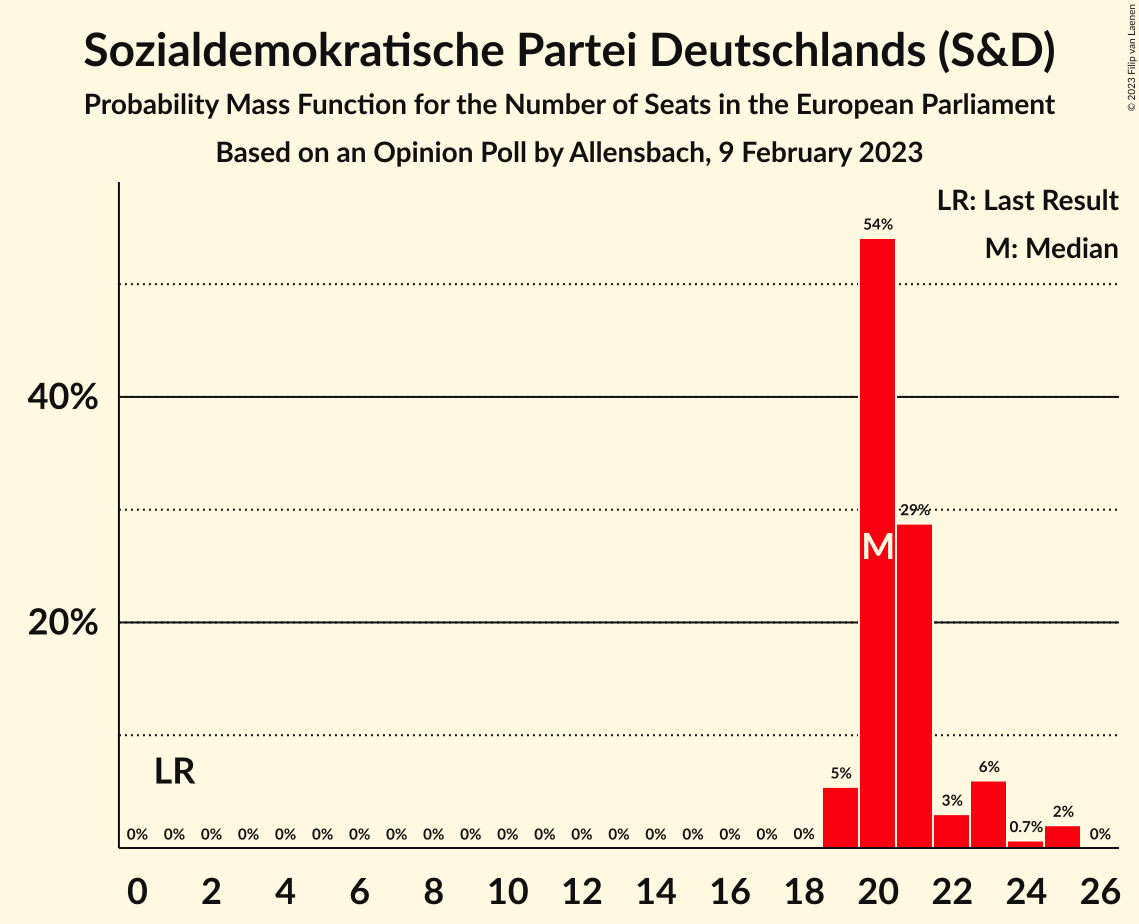 Sozialdemokratische Partei Deutschlands (S&D)
Probability Mass Function for the Number of Seats in the European Parliament
Based on an Opinion Poll by Allensbach, 9 February 2023
© 2023 Filip van Laenen
LR: Last Result
M: Median
54%
40%
29%
M
20%
LR
5%
6%
3%
0.7%
2%
0% 0% 0% 0% 0% 0% 0% 0% 0% 0% 0% 0% 0% 0% 0% 0% 0% 0% 0% 0%
0 2 4 6 8 10 12 14 16 18 20 22 24 26